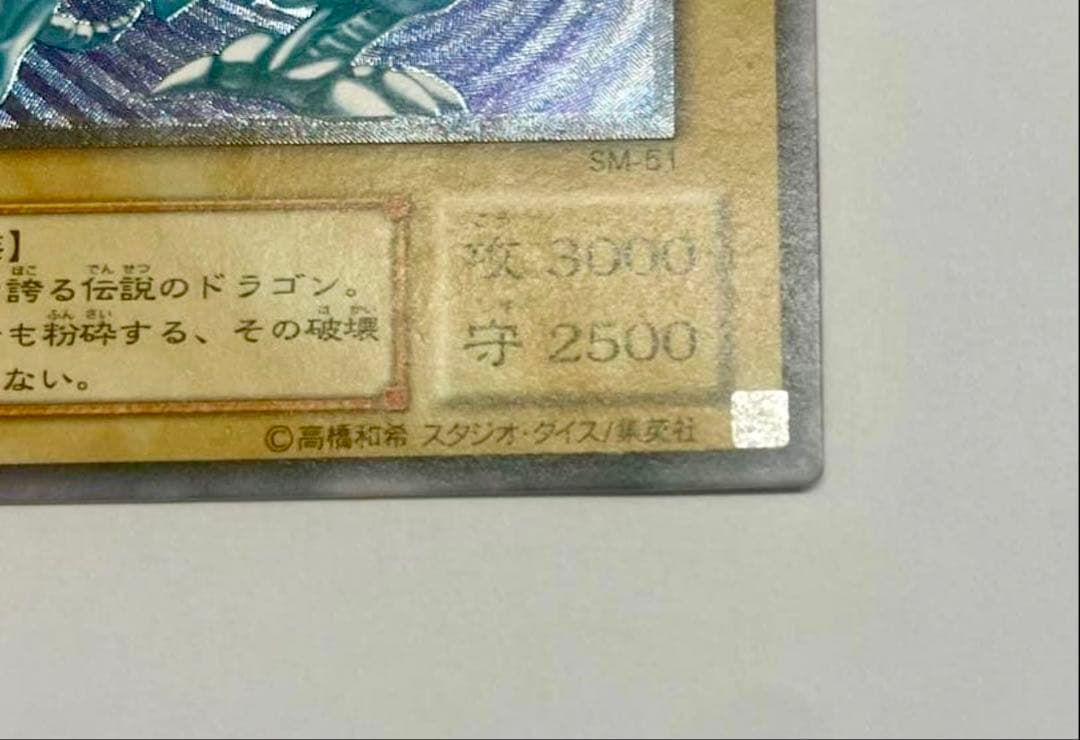 SM-51
】
誇る伝説のドラゴン。
も粉砕する、その破壊
ない。
攻 3000
守 2500
©高橋和希 スタジオ・ダイス/集英社